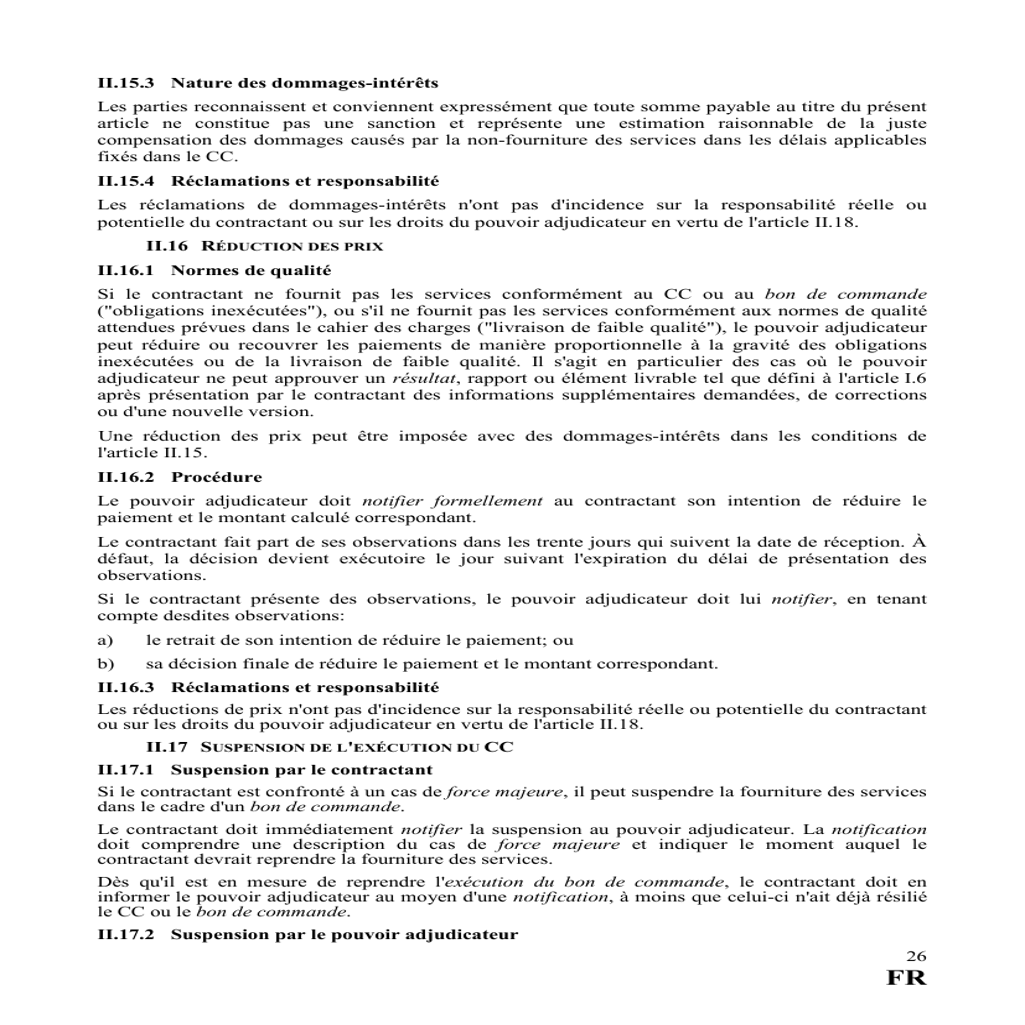 II.15.3 Nature des dommages-intérêts
Les parties reconnaissent et conviennent expressément que toute somme payable au titre du présent
article ne constitue pas une sanction et représente une estimation raisonnable de la juste
compensation des dommages causés par la non-fourniture des services dans les délais applicables
fixés dans le CC.
II.15.4 Réclamations et responsabilité
Les réclamations de dommages-intérêts n'ont pas d'incidence sur la responsabilité réelle ou
potentielle du contractant ou sur les droits du pouvoir adjudicateur en vertu de l'article II.18.
II.16 RÉDUCTION DES PRIX
II.16.1 Normes de qualité
Si le contractant ne fournit pas les services conformément au CC ou au bon de commande
("obligations inexécutées"), ou s'il ne fournit pas les services conformément aux normes de qualité
attendues prévues dans le cahier des charges ("livraison de faible qualité"), le pouvoir adjudicateur
peut réduire ou recouvrer les paiements de manière proportionnelle à la gravité des obligations
inexécutées ou de la livraison de faible qualité. Il s'agit en particulier des cas où le pouvoir
adjudicateur ne peut approuver un résultat, rapport ou élément livrable tel que défini à l'article I.6
après présentation par le contractant des informations supplémentaires demandées, de corrections
ou d'une nouvelle version.
Une réduction des prix peut être imposée avec des dommages-intérêts dans les conditions de
l'article II.15.
II.16.2 Procédure
Le pouvoir adjudicateur doit notifier formellement au contractant son intention de réduire le
paiement et le montant calculé correspondant.
Le contractant fait part de ses observations dans les trente jours qui suivent la date de réception. À
défaut, la décision devient exécutoire le jour suivant l'expiration du délai de présentation des
observations.
Si le contractant présente des observations, le pouvoir adjudicateur doit lui notifier, en tenant
compte desdites observations:
a) le retrait de son intention de réduire le paiement; ou
b) sa décision finale de réduire le paiement et le montant correspondant.
II.16.3 Réclamations et responsabilité
Les réductions de prix n'ont pas d'incidence sur la responsabilité réelle ou potentielle du contractant
ou sur les droits du pouvoir adjudicateur en vertu de l'article II.18.
II.17 SUSPENSION DE L'EXÉCUTION DU CC
II.17.1 Suspension par le contractant
Si le contractant est confronté à un cas de force majeure, il peut suspendre la fourniture des services
dans le cadre d'un bon de commande.
Le contractant doit immédiatement notifier la suspension au pouvoir adjudicateur. La notification
doit comprendre une description du cas de force majeure et indiquer le moment auquel le
contractant devrait reprendre la fourniture des services.
Dès qu'il est en mesure de reprendre l'exécution du bon de commande, le contractant doit en
informer le pouvoir adjudicateur au moyen d'une notification, à moins que celui-ci n'ait déjà résilié
le CC ou le bon de commande.
II.17.2 Suspension par le pouvoir adjudicateur
26
FR